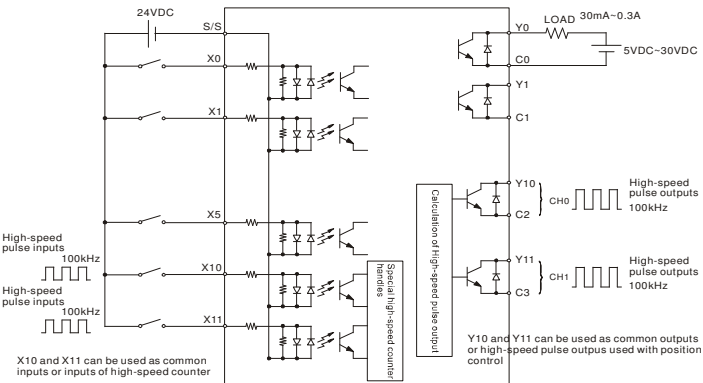 24VDC
S/S
X0
X1
X5
High-speed
pulse inputs
100kHz
X10
High-speed
pulse inputs
100kHz
X11
X10 and X11 can be used as common
inputs or inputs of high-speed counter
Special high-speed counter
handles
Calculation of High-speed pulse output
Y0
LOAD
30mA~0.3A
5VDC~30VDC
C0
Y1
C1
Y10
C2
CH0
High-speed
pulse outputs
100kHz
Y11
C3
CH1
High-speed
pulse outputs
100kHz
Y10 and Y11 can be used as common outputs
or high-speed pulse outpus used with position
control